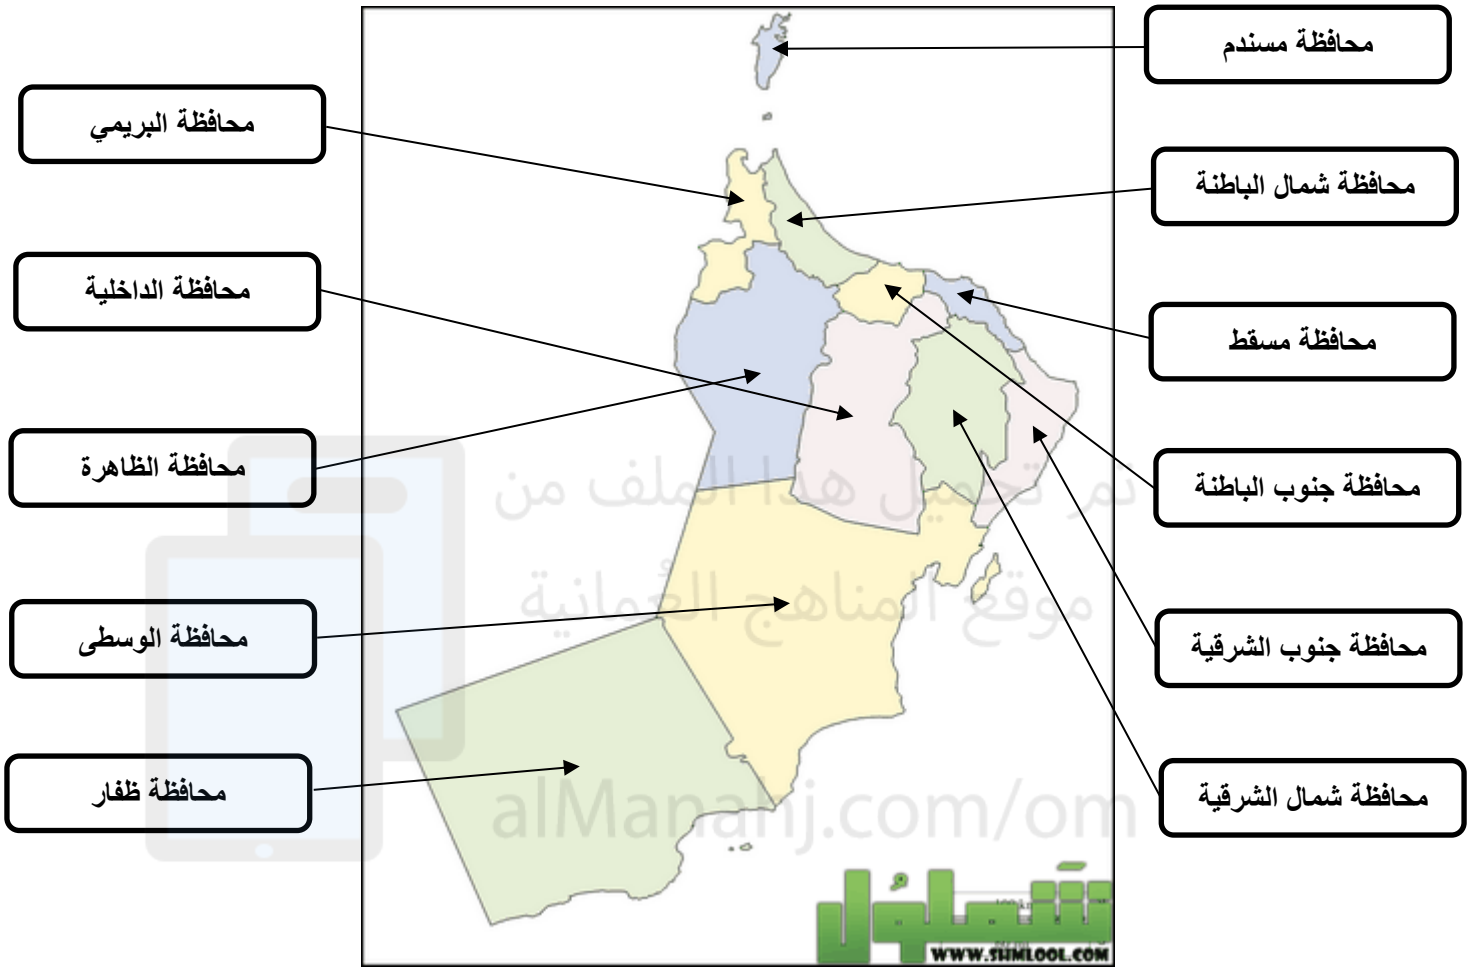 محافظة مسندم
محافظة البريمي
محافظة شمال الباطنة
محافظة الداخلية
محافظة مسقط
محافظة الظاهرة
محافظة جنوب الباطنة
تم تحميل هذا الملف من
موقع المناهج العُمانية
محافظة الوسطى
محافظة جنوب الشرقية
محافظة ظفار
محافظة شمال الشرقية
alManahj.com/om
شملول
WWW.SHMLOOL.COM